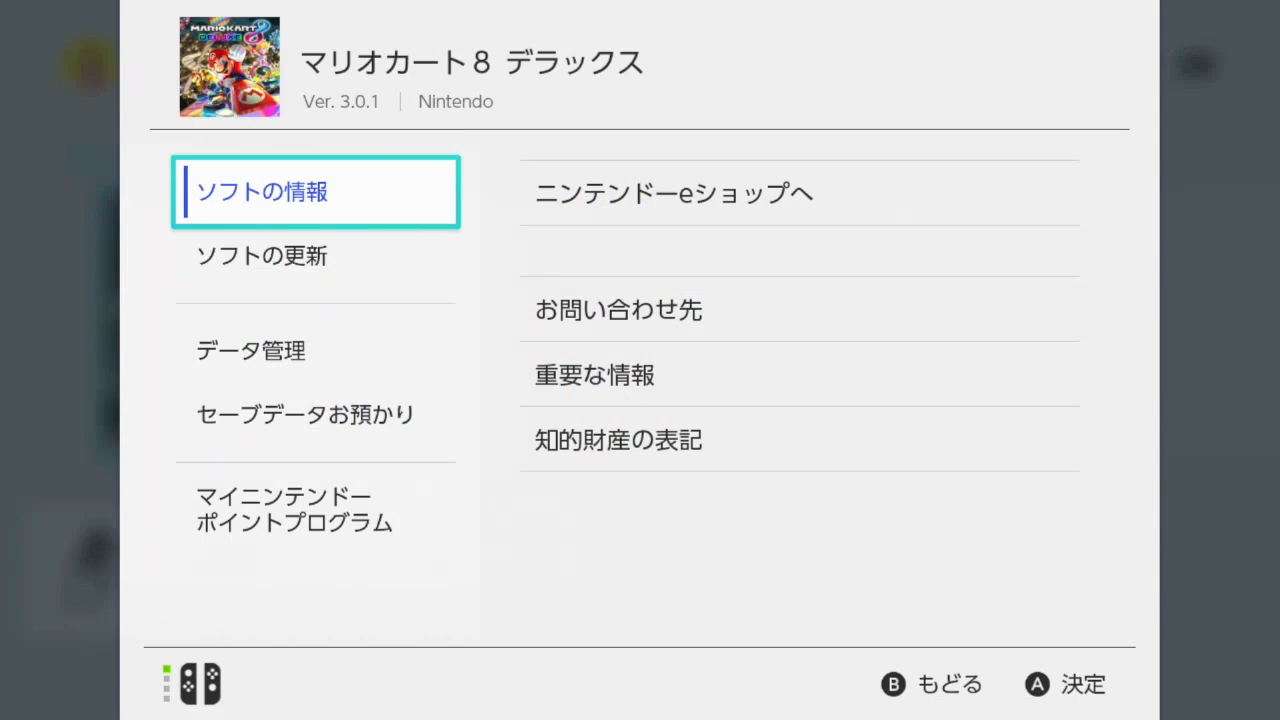 MARIOKART 8
DELUXE
マリオカート８ デラックス
Ver. 3.0.1 | Nintendo
ソフトの情報
ソフトの更新
データ管理
セーブデータお預かり
マイニンテンドー
ポイントプログラム
ニンテンドーeショップへ
お問い合わせ先
重要な情報
知的財産の表記
B もどる
A 決定